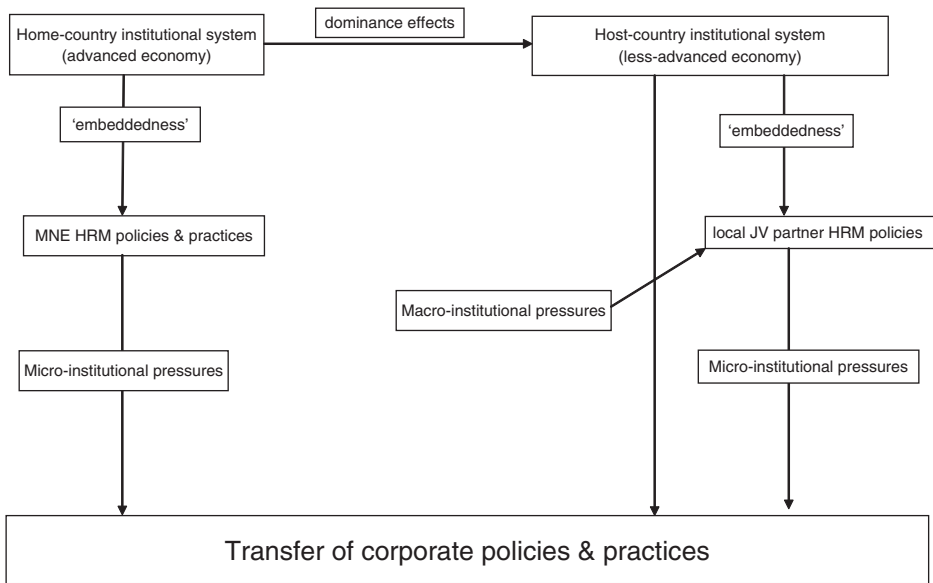 dominance effects
Home-country institutional system
(advanced economy)
Host-country institutional system
(less-advanced economy)
‘embeddedness’
‘embeddedness’
MNE HRM policies & practices
local JV partner HRM policies
Macro-institutional pressures
Micro-institutional pressures
Micro-institutional pressures
Transfer of corporate policies & practices